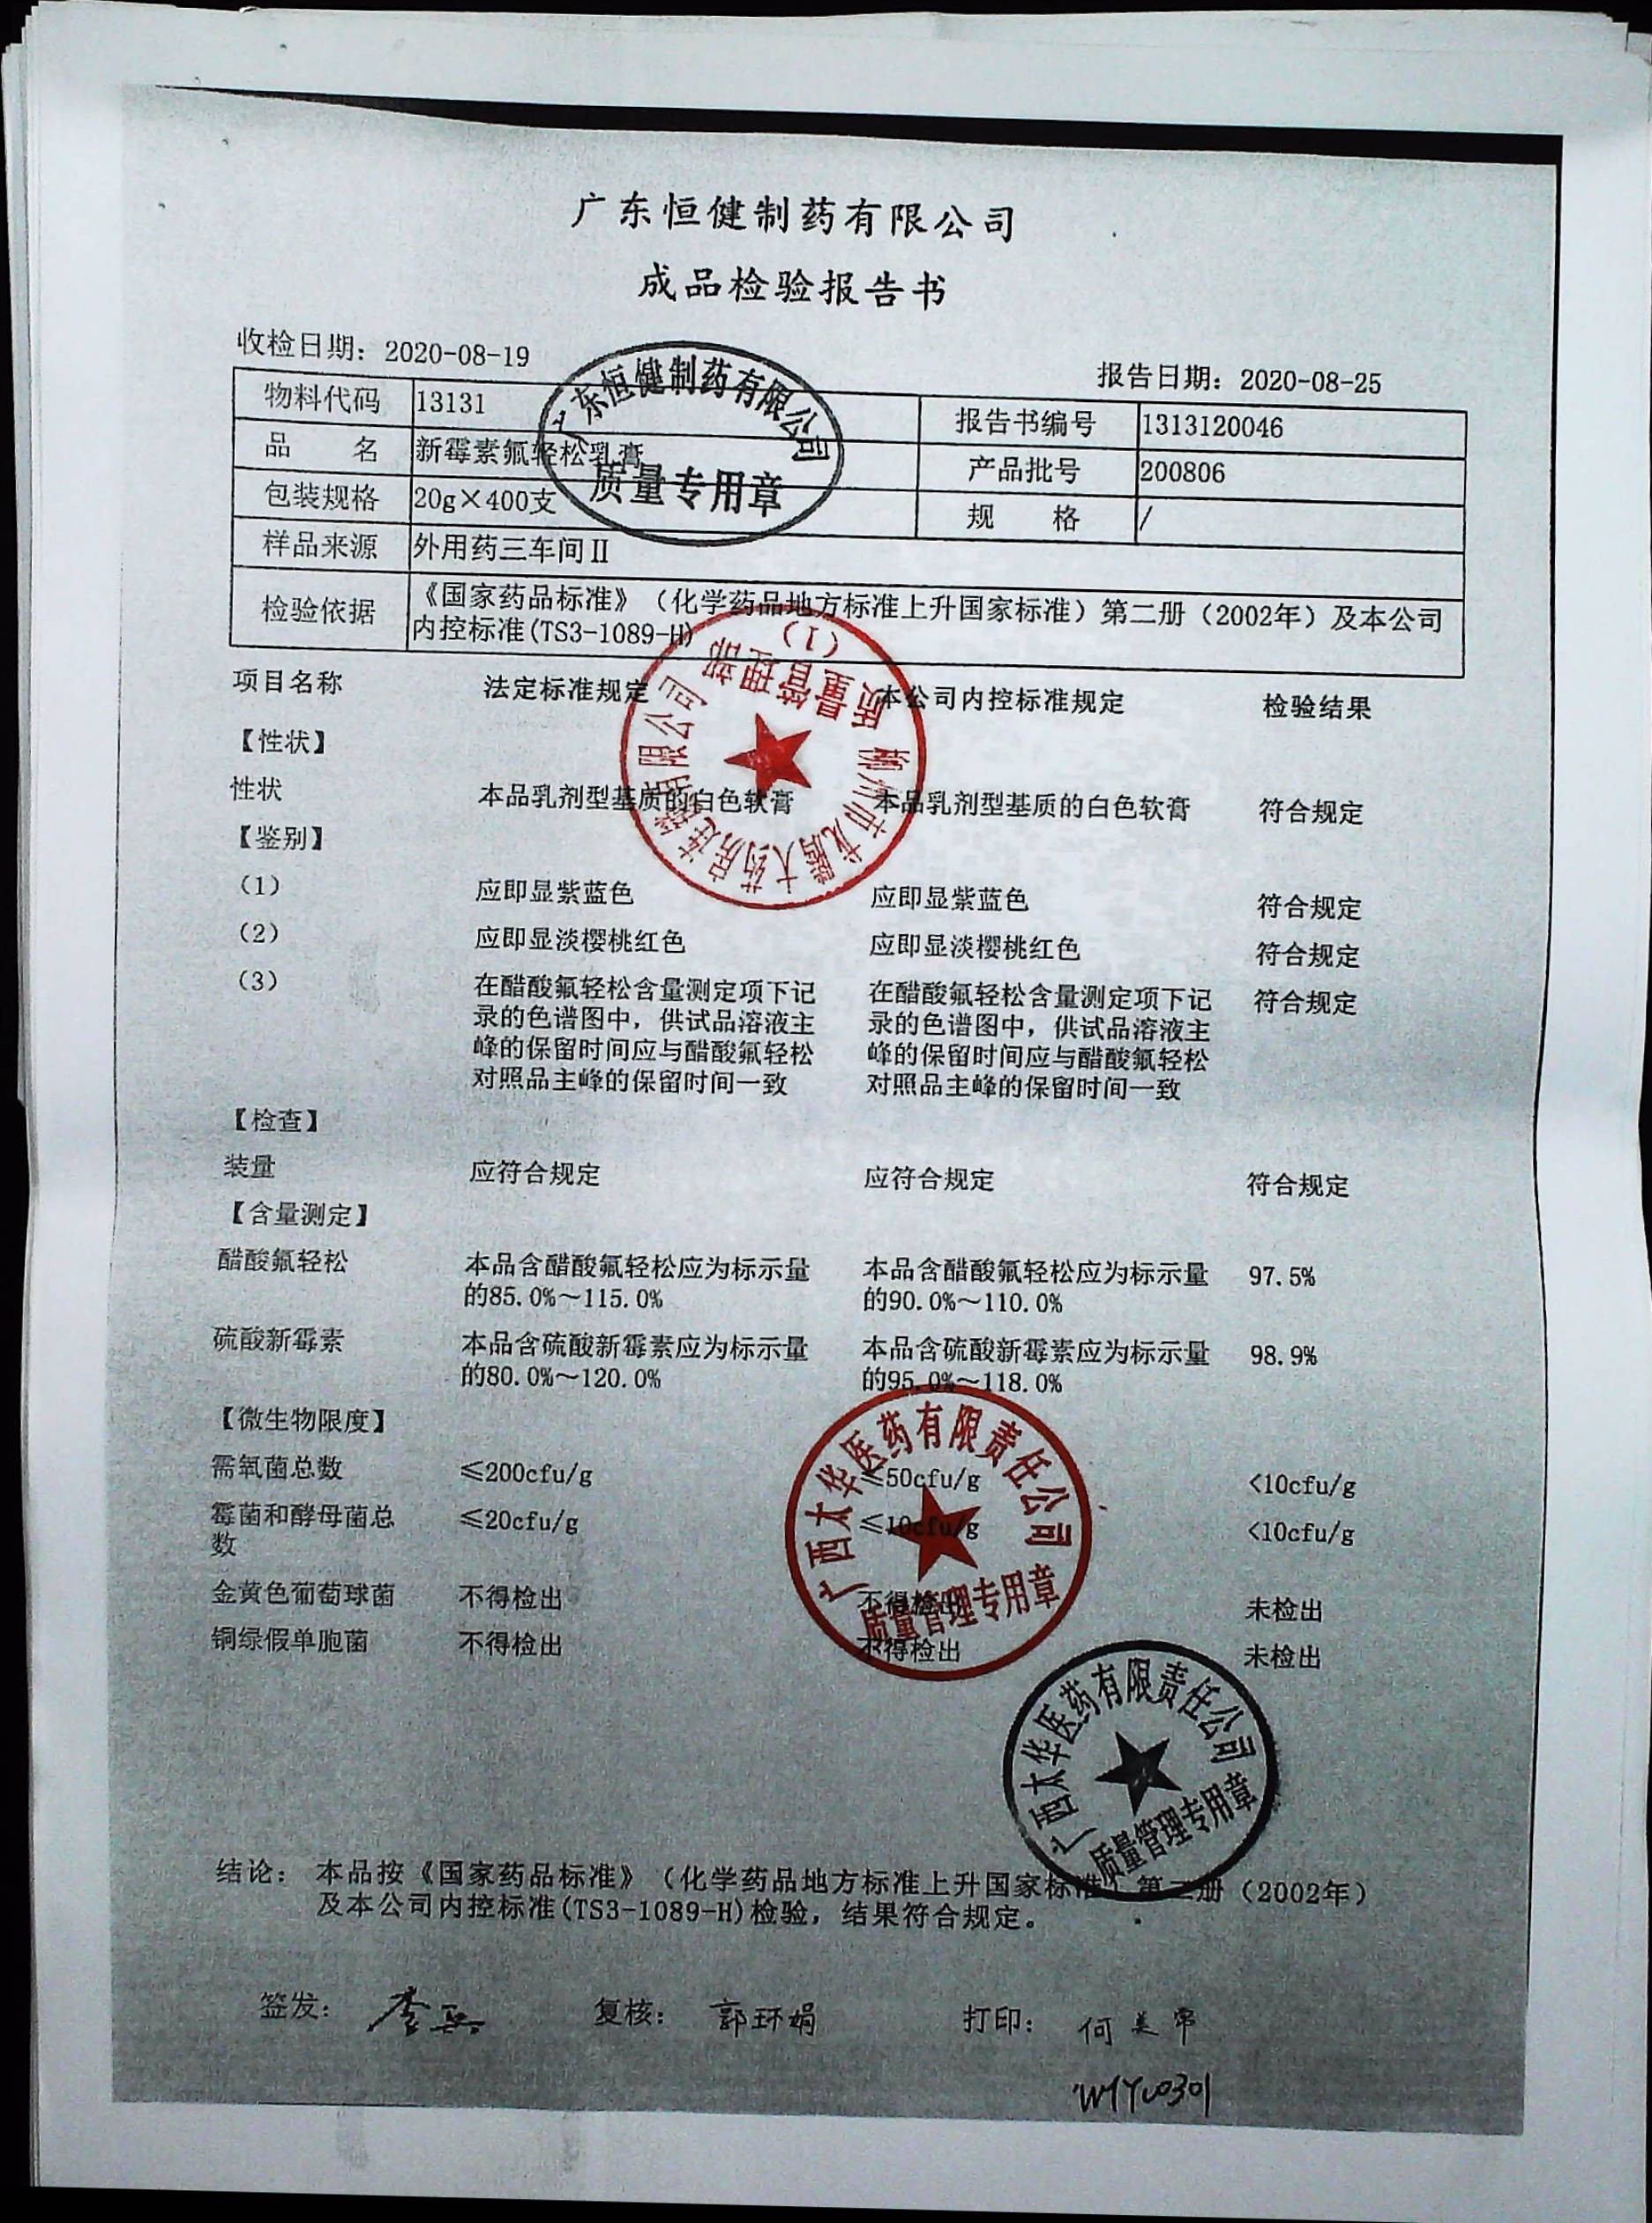 广东恒健制药有限公司
成品检验报告书
收检日期：2020-08-19
报告日期：2020-08-25
物料代码 13131 报告书编号 1313120046
品 名 新霉素氟轻松乳膏 产品批号 200806
包装规格 20g×400支 规 格 /
样品来源 外用药三车间Ⅱ
检验依据 《国家药品标准》（化学药品地方标准上升国家标准）第二册（2002年）及本公司
内控标准(TS3-1089-H)
广东恒健制药有限公司
质量专用章
项目名称 法定标准规定 本公司内控标准规定 检验结果
质量管理部
(1)
【性状】
性状 本品乳剂型基质的白色软膏 本品乳剂型基质的白色软膏 符合规定
【鉴别】
(1) 应即显紫蓝色 应即显紫蓝色 符合规定
(2) 应即显淡樱桃红色 应即显淡樱桃红色 符合规定
(3) 在醋酸氟轻松含量测定项下记 在醋酸氟轻松含量测定项下记 符合规定
录的色谱图中，供试品溶液主 录的色谱图中，供试品溶液主
峰的保留时间应与醋酸氟轻松 峰的保留时间应与醋酸氟轻松
对照品主峰的保留时间一致 对照品主峰的保留时间一致
【检查】
装量 应符合规定 应符合规定 符合规定
【含量测定】
醋酸氟轻松 本品含醋酸氟轻松应为标示量 本品含醋酸氟轻松应为标示量 97.5%
的85.0%～115.0% 的90.0%～110.0%
硫酸新霉素 本品含硫酸新霉素应为标示量 本品含硫酸新霉素应为标示量 98.9%
的80.0%～120.0% 的95.0%～118.0%
【微生物限度】
需氧菌总数 ≤200cfu/g ≤50cfu/g <10cfu/g
霉菌和酵母菌总 ≤20cfu/g ≤10cfu/g <10cfu/g
数
金黄色葡萄球菌 不得检出 不得检出 未检出
铜绿假单胞菌 不得检出 不得检出 未检出
广西太华医药有限责任公司
质量管理专用章
广西太华医药有限责任公司
质量管理专用章
结论： 本品按《国家药品标准》（化学药品地方标准上升国家标准）第二册（2002年）
及本公司内控标准(TS3-1089-H)检验，结果符合规定。
签发： 复核： 郭环娟 打印： 何美